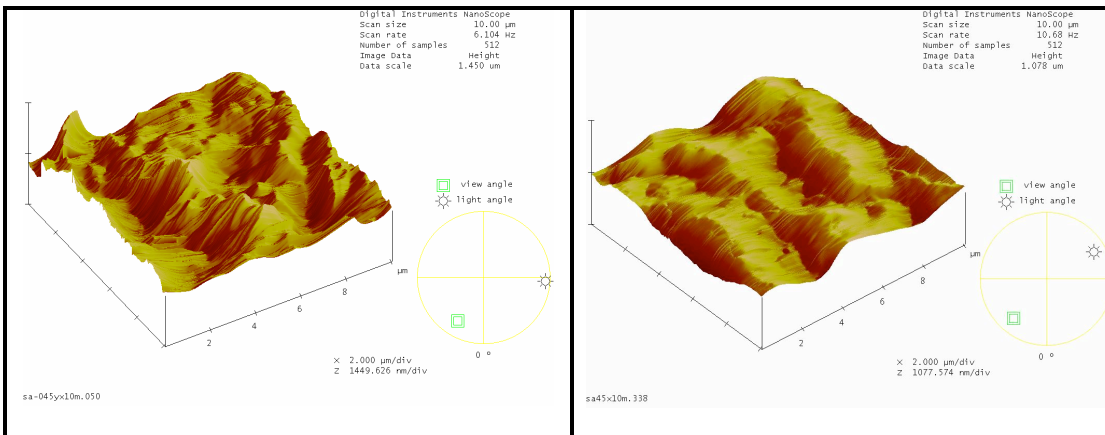 Digital Instruments NanoScope
Scan size 10.00 µm
Scan rate 6.104 Hz
Number of samples 512
Image Data Height
Data scale 1.450 um
view angle
light angle
µm
8
6
4
2
0 º
X 2.000 µm/div
Z 1449.626 nm/div
sa-045yx10m.050
Digital Instruments NanoScope
Scan size 10.00 µm
Scan rate 10.68 Hz
Number of samples 512
Image Data Height
Data scale 1.078 um
view angle
light angle
µm
8
6
4
2
0 º
X 2.000 µm/div
Z 1077.574 nm/div
sa45x10m.338